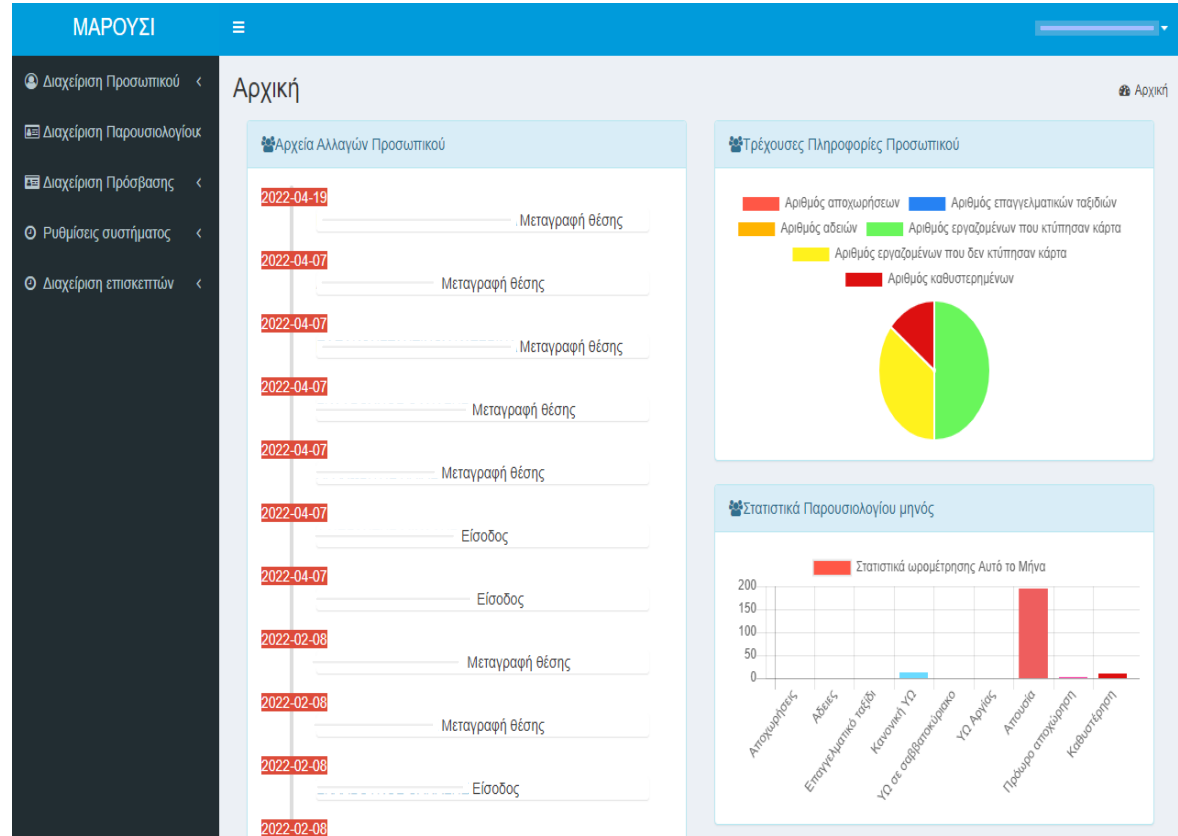 ΜΑΡΟΥΣΙ
Διαχείριση Προσωπικού
Διαχείριση Παρουσιολογίου
Διαχείριση Πρόσβασης
Ρυθμίσεις συστήματος
Διαχείριση επισκεπτών
Αρχική
Αρχική
Αρχεία Αλλαγών Προσωπικού
2022-04-19
Μεταγραφή θέσης
2022-04-07
Μεταγραφή θέσης
2022-04-07
Μεταγραφή θέσης
2022-04-07
Μεταγραφή θέσης
2022-04-07
Μεταγραφή θέσης
2022-04-07
Είσοδος
2022-04-07
Είσοδος
2022-02-08
Μεταγραφή θέσης
2022-02-08
Μεταγραφή θέσης
2022-02-08
Είσοδος
2022-02-08
Τρέχουσες Πληροφορίες Προσωπικού
Αριθμός αποχωρήσεων Αριθμός επαγγελματικών ταξιδιών
Αριθμός αδειών Αριθμός εργαζομένων που κτύπησαν κάρτα
Αριθμός εργαζομένων που δεν κτύπησαν κάρτα
Αριθμός καθυστερημένων
Στατιστικά Παρουσιολογίου μηνός
Στατιστικά ωρομέτρησης Αυτό το Μήνα
200
150
100
50
0
Αποχωρήσεις
Αδειες
Επαγγελματικό ταξίδι
Κανονική ΥΩ
ΥΩ σε σαββατοκύριακο
ΥΩ Αργίας
Απουσία
Πρόωρο αποχώρηση
Καθυστέρηση